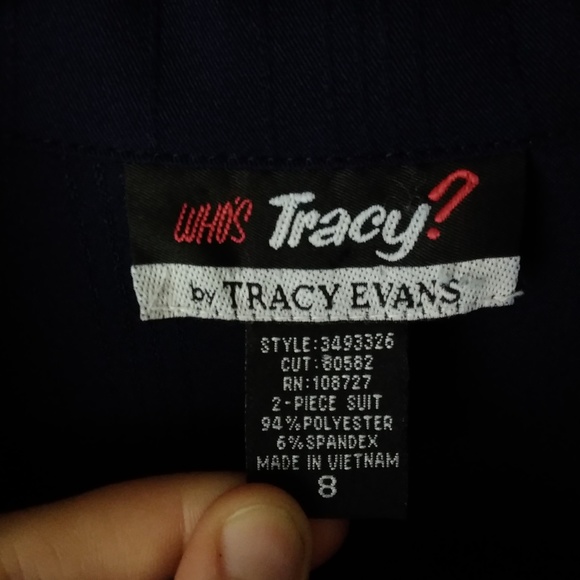 WHO'S Tracy?
by TRACY EVANS
STYLE:3493326
CUT:80582
RN:108727
2-PIECE SUIT
94%POLYESTER
6%SPANDEX
MADE IN VIETNAM
8